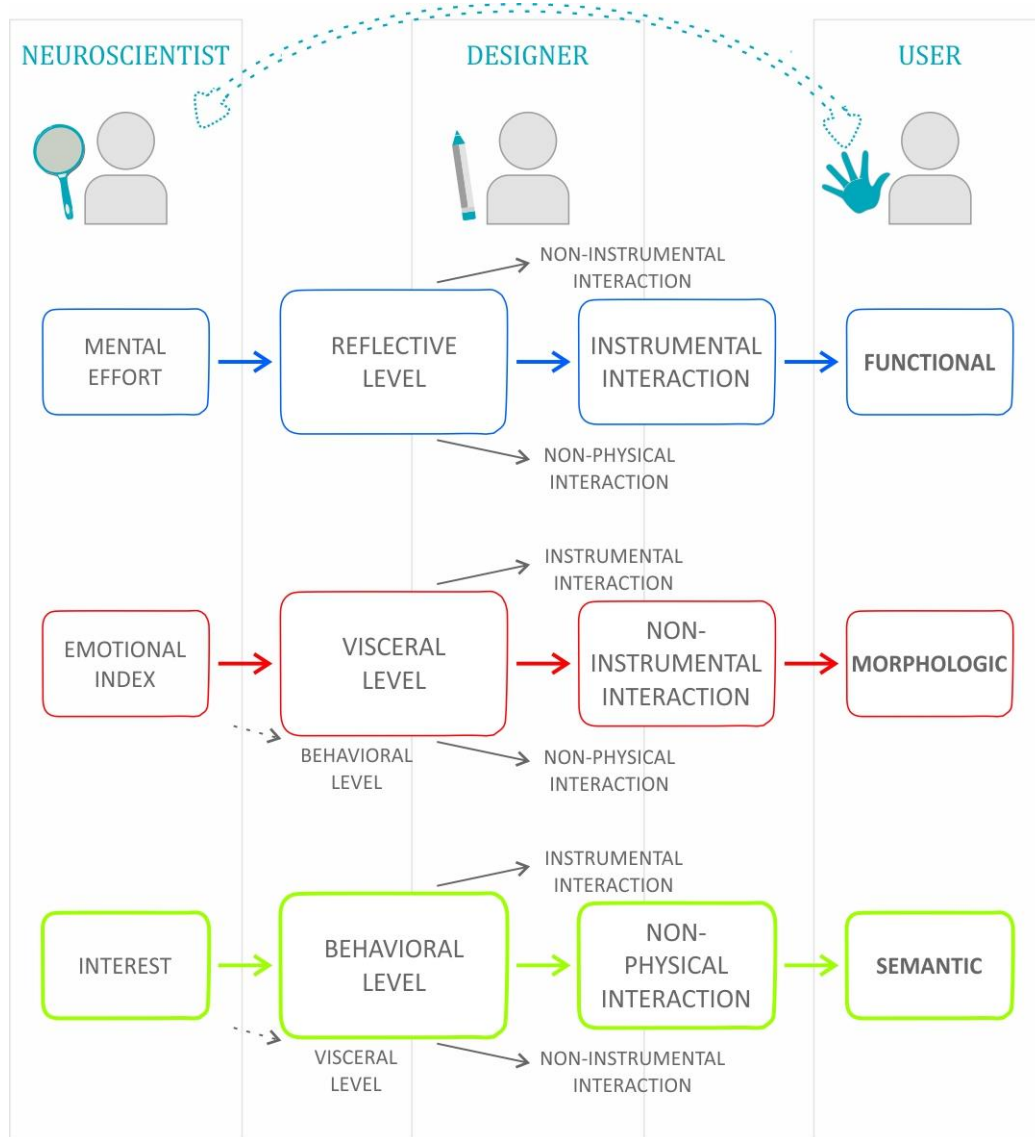 NEUROSCIENTIST
DESIGNER
USER
NON-INSTRUMENTAL
INTERACTION
MENTAL
EFFORT
REFLECTIVE
LEVEL
INSTRUMENTAL
INTERACTION
FUNCTIONAL
NON-PHYSICAL
INTERACTION
INSTRUMENTAL
INTERACTION
EMOTIONAL
INDEX
VISCERAL
LEVEL
NON-
INSTRUMENTAL
INTERACTION
MORPHOLOGIC
BEHAVIORAL
LEVEL
NON-PHYSICAL
INTERACTION
INSTRUMENTAL
INTERACTION
INTEREST
BEHAVIORAL
LEVEL
NON-
PHYSICAL
INTERACTION
SEMANTIC
VISCERAL
LEVEL
NON-INSTRUMENTAL
INTERACTION